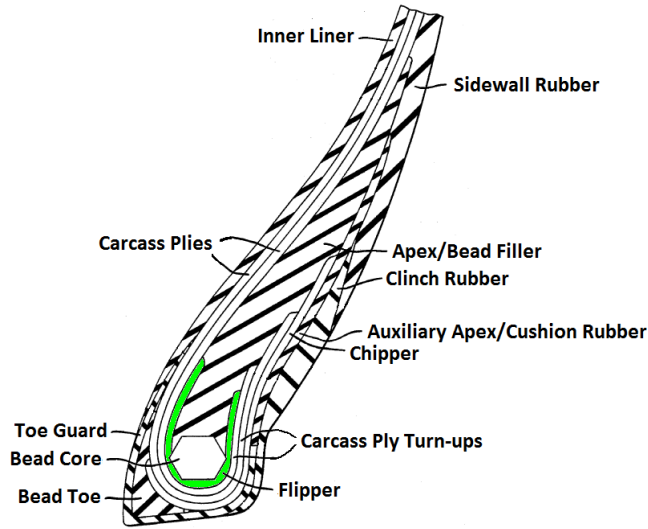 Inner Liner
Sidewall Rubber
Carcass Plies
Apex/Bead Filler
Clinch Rubber
Auxiliary Apex/Cushion Rubber
Chipper
Toe Guard
Carcass Ply Turn-ups
Bead Core
Flipper
Bead Toe